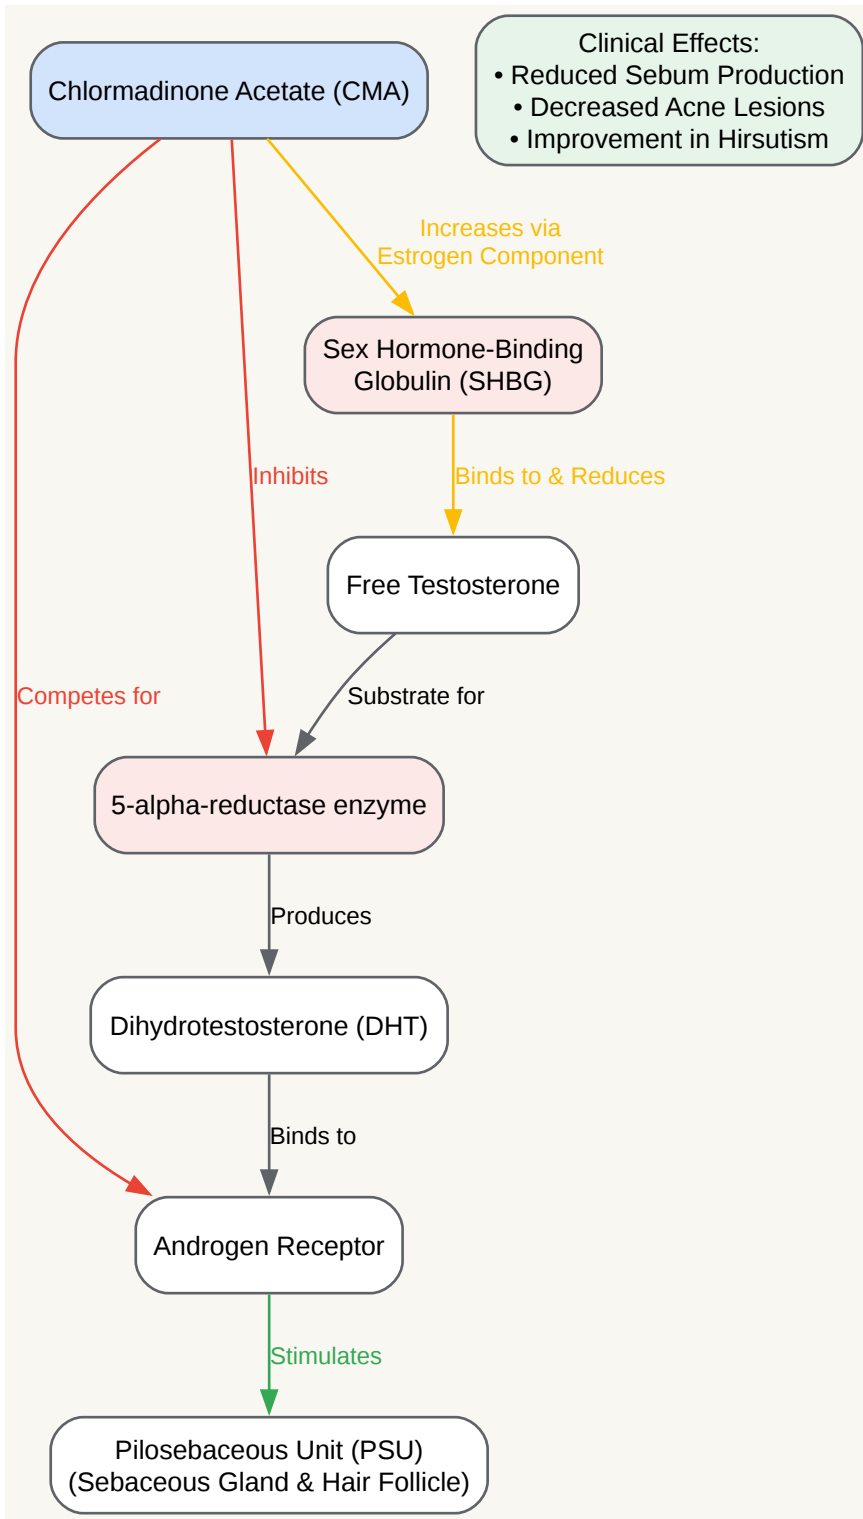 Chlormadinone Acetate (CMA)
Clinical Effects:
• Reduced Sebum Production
• Decreased Acne Lesions
• Improvement in Hirsutism
Increases via
Estrogen Component
Sex Hormone-Binding
Globulin (SHBG)
Inhibits
Binds to & Reduces
Free Testosterone
Competes for
Substrate for
5-alpha-reductase enzyme
Produces
Dihydrotestosterone (DHT)
Binds to
Androgen Receptor
Stimulates
Pilosebaceous Unit (PSU)
(Sebaceous Gland & Hair Follicle)